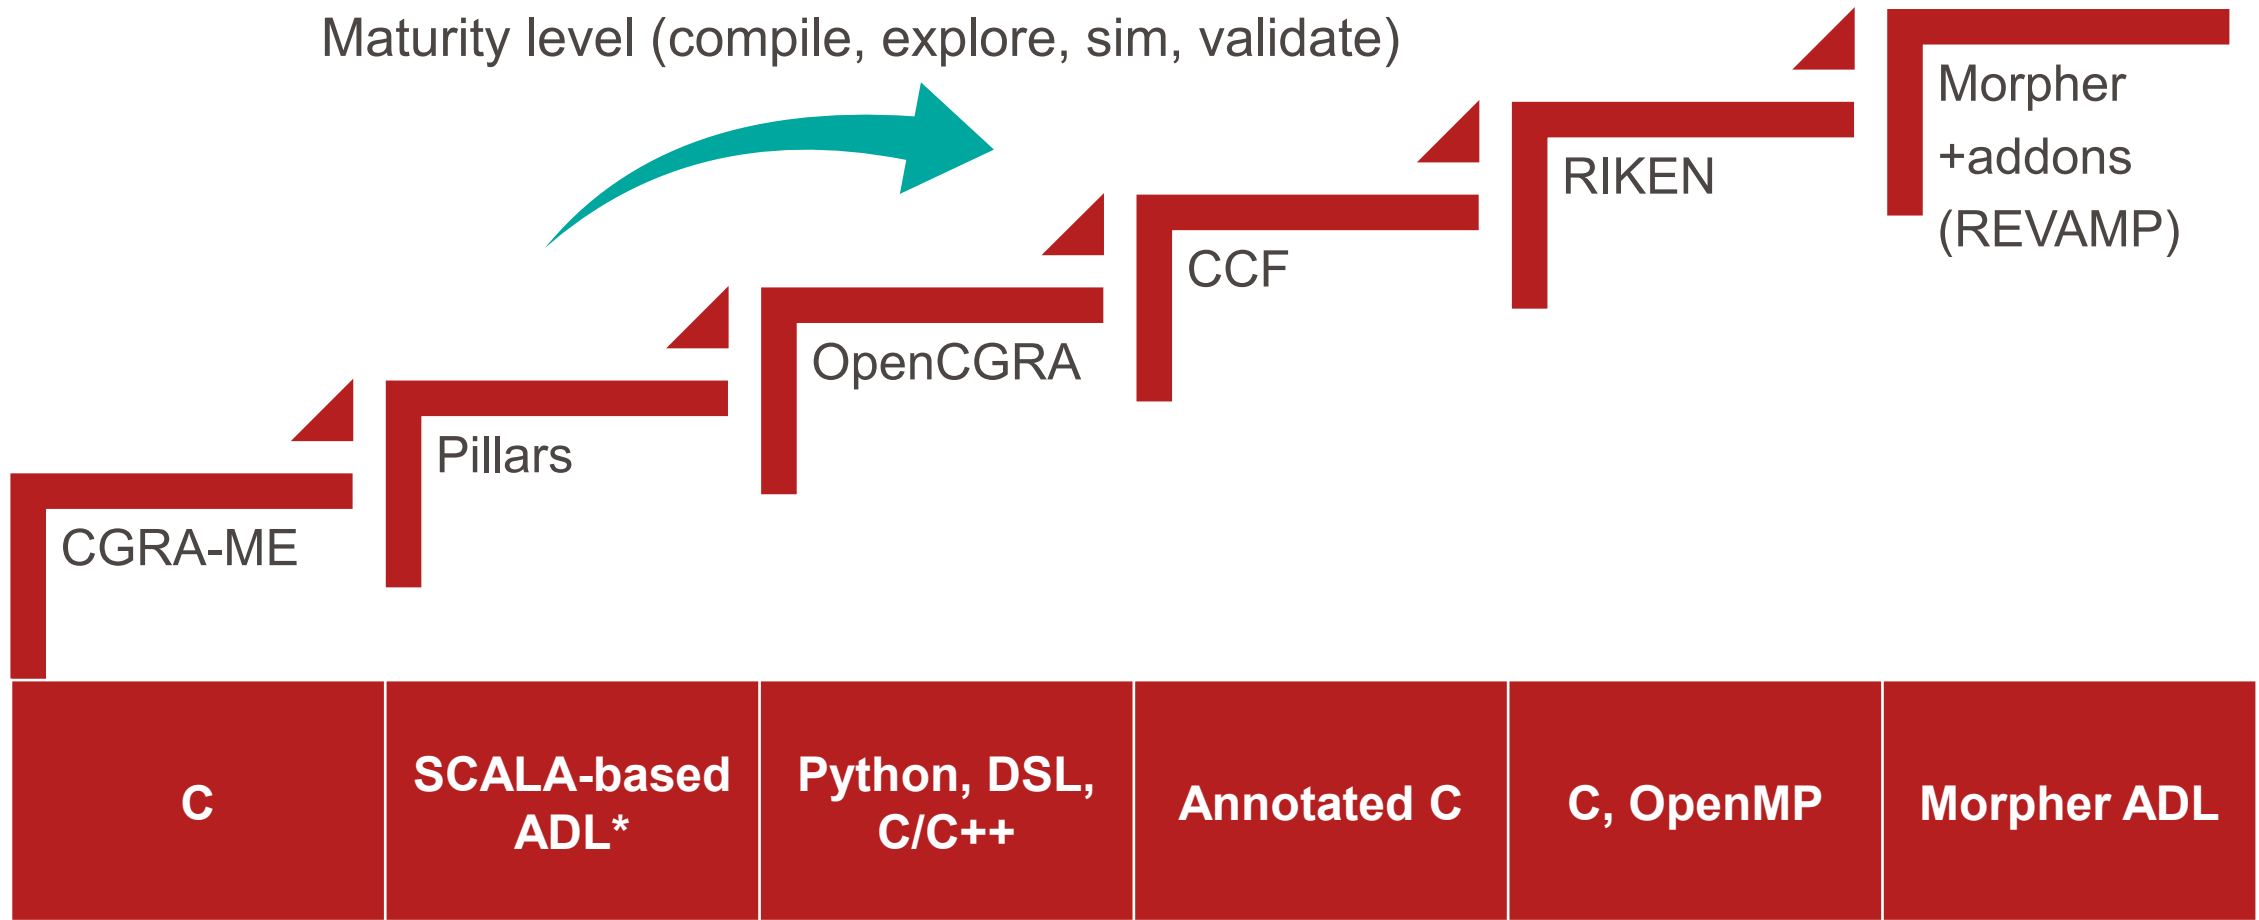 Maturity level (compile, explore, sim, validate)
Morpher
+addons
(REVAMP)
RIKEN
CCF
OpenCGRA
Pillars
CGRA-ME
C
SCALA-based
ADL*
Python, DSL,
C/C++
Annotated C
C, OpenMP
Morpher ADL